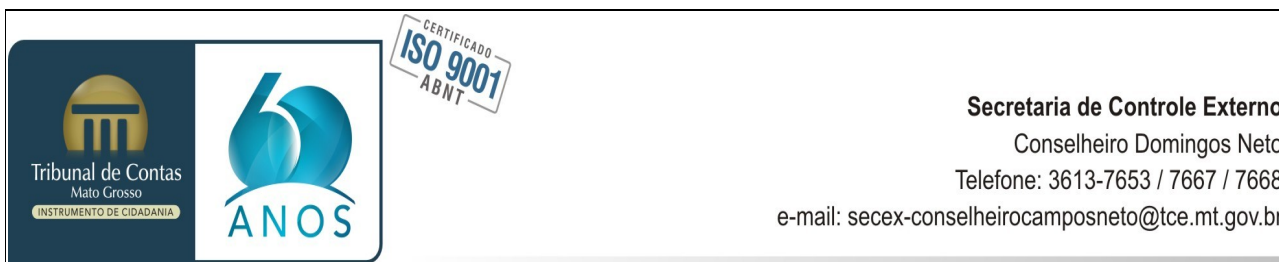 CERTIFICADO
ISO 9001
ABNT
Tribunal de Contas
Mato Grosso
INSTRUMENTO DE CIDADANIA
60
ANOS
Secretaria de Controle Externo
Conselheiro Domingos Neto
Telefone: 3613-7653 / 7667 / 7668
e-mail: secex-conselheirocamposneto@tce.mt.gov.br